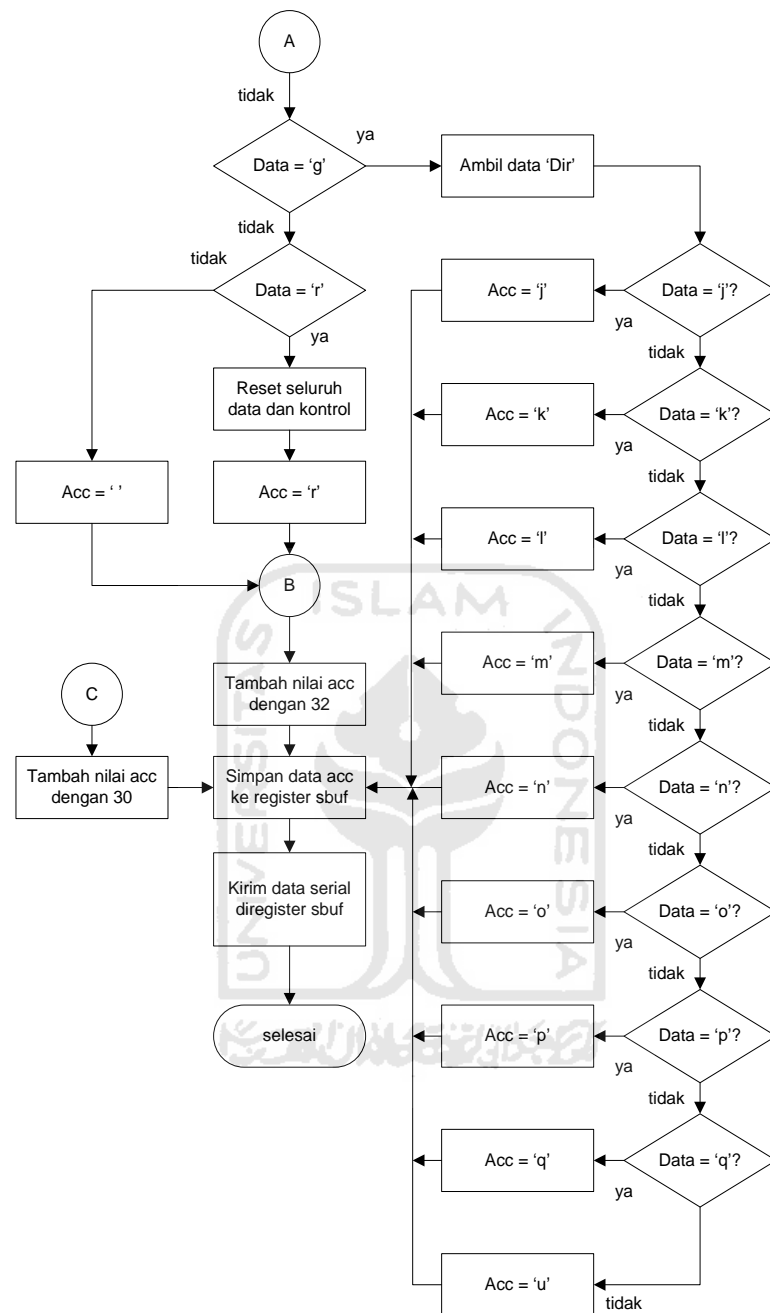 A
tidak
Data = ‘g’
ya
Ambil data ‘Dir’
tidak
tidak
Data = ‘r’
ya
Reset seluruh
data dan kontrol
Acc = ‘r’
Acc = ‘ ’
B
Tambah nilai acc
dengan 32
C
Tambah nilai acc
dengan 30
Simpan data acc
ke register sbuf
Kirim data serial
diregister sbuf
selesai
Data = ‘j’?
ya
Acc = ‘j’
tidak
Data = ‘k’?
ya
Acc = ‘k’
tidak
Data = ‘l’?
ya
Acc = ‘l’
tidak
Data = ‘m’?
ya
Acc = ‘m’
tidak
Data = ‘n’?
ya
Acc = ‘n’
tidak
Data = ‘o’?
ya
Acc = ‘o’
tidak
Data = ‘p’?
ya
Acc = ‘p’
tidak
Data = ‘q’?
ya
Acc = ‘q’
tidak
Acc = ‘u’
UNIVERSITAS
ISLAM
INDONESIA